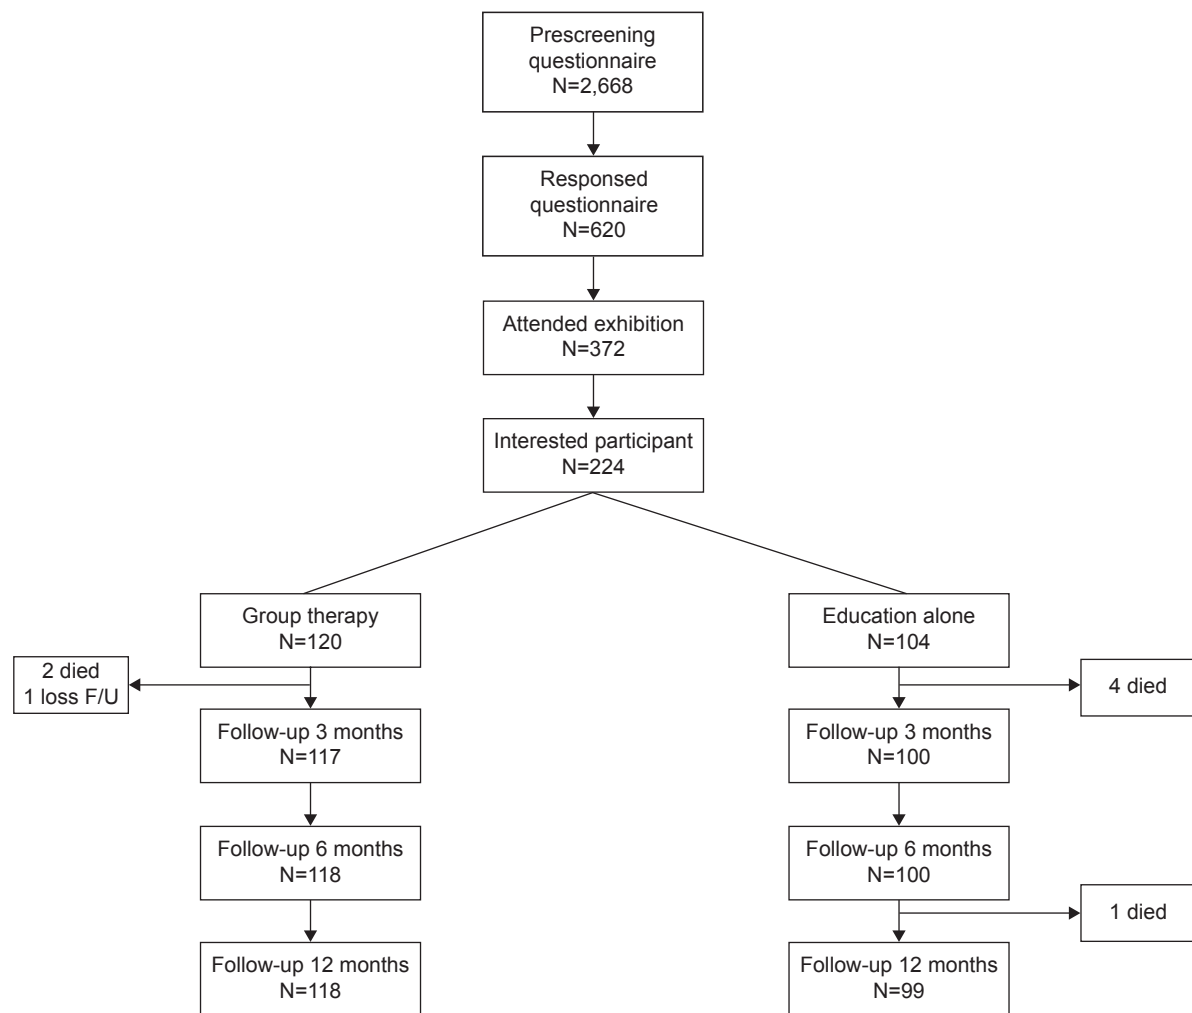 Prescreening
questionnaire
N=2,668
Responsed
questionnaire
N=620
Attended exhibition
N=372
Interested participant
N=224
Group therapy
N=120
Education alone
N=104
2 died
1 loss F/U
4 died
Follow-up 3 months
N=117
Follow-up 3 months
N=100
Follow-up 6 months
N=118
Follow-up 6 months
N=100
1 died
Follow-up 12 months
N=118
Follow-up 12 months
N=99